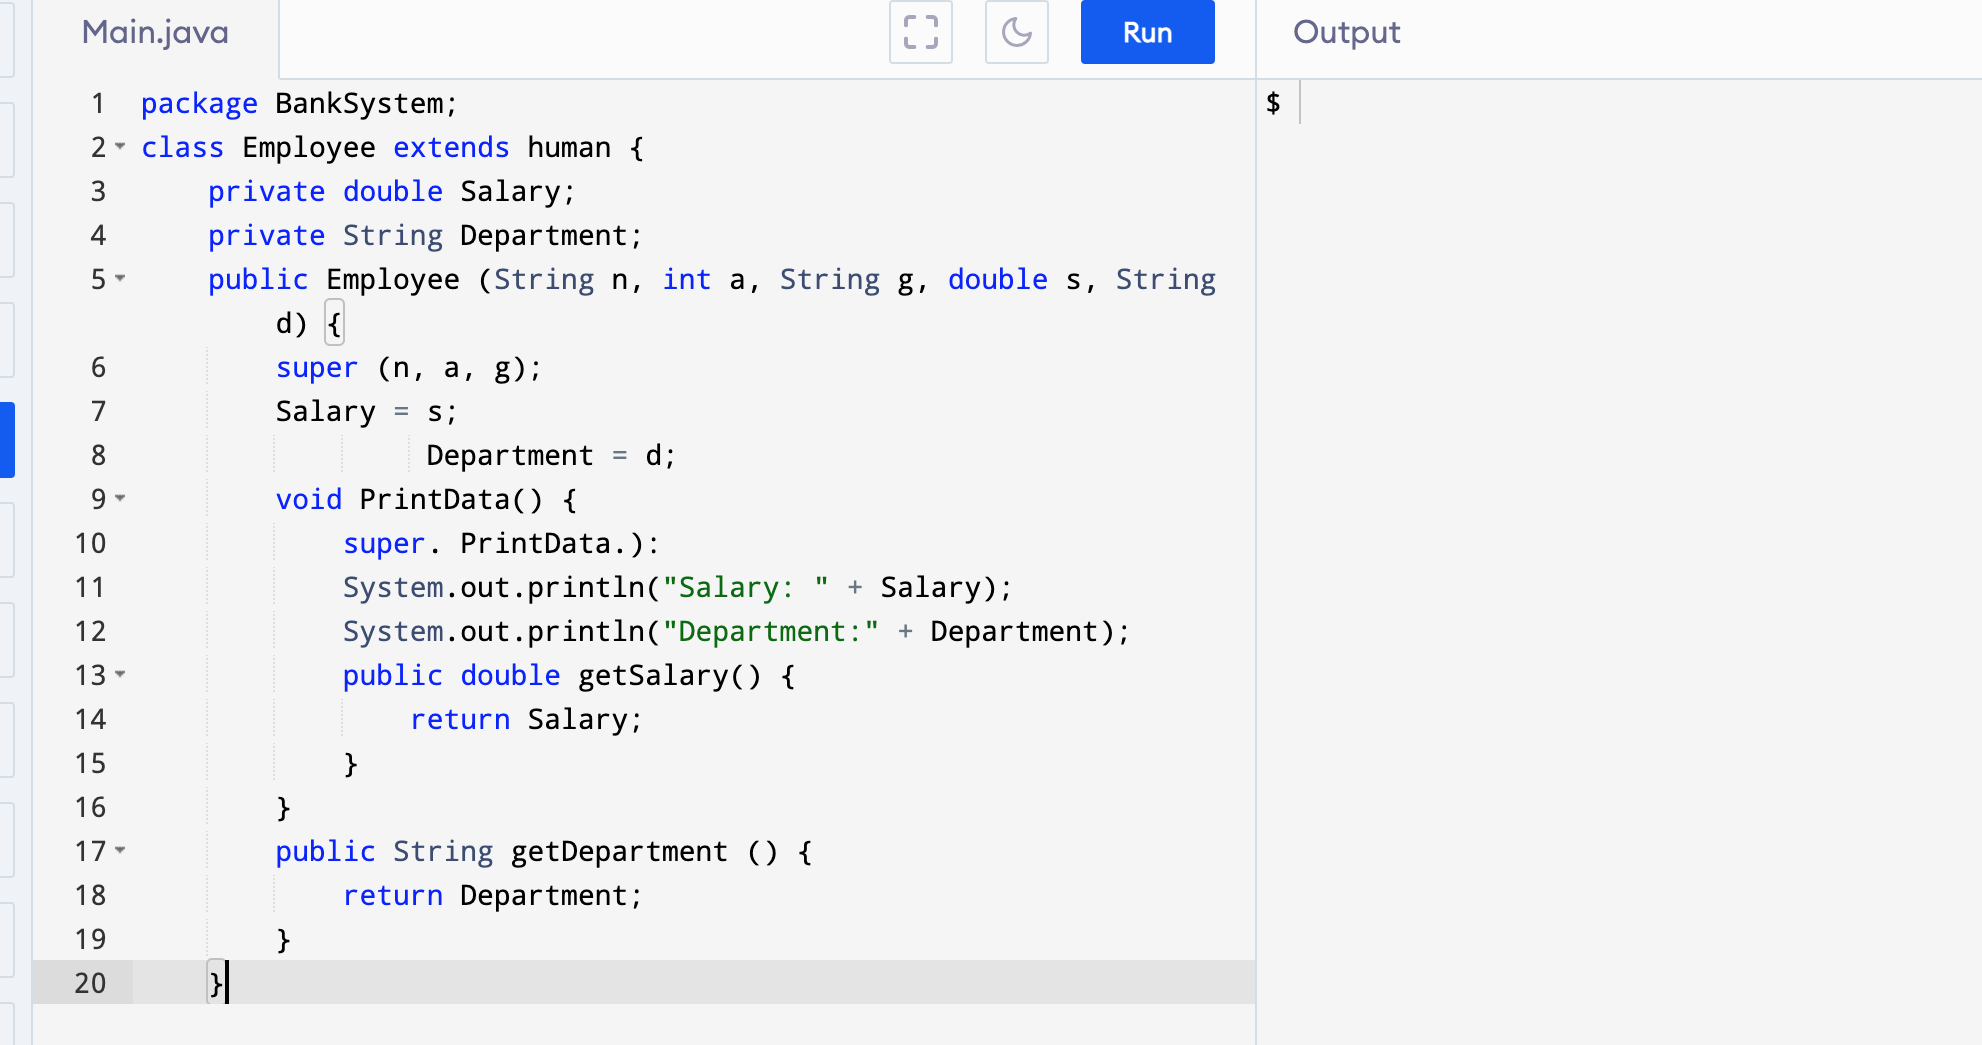 Main.java
Run
Output
1 package BankSystem;
2 class Employee extends human {
3 private double Salary;
4 private String Department;
5 public Employee (String n, int a, String g, double s, String
d) {
6 super (n, a, g);
7 Salary = s;
8 Department = d;
9 void PrintData() {
10 super. PrintData.):
11 System.out.println("Salary: " + Salary);
12 System.out.println("Department:" + Department);
13 public double getSalary() {
14 return Salary;
15 }
16 }
17 public String getDepartment () {
18 return Department;
19 }
20 }
$